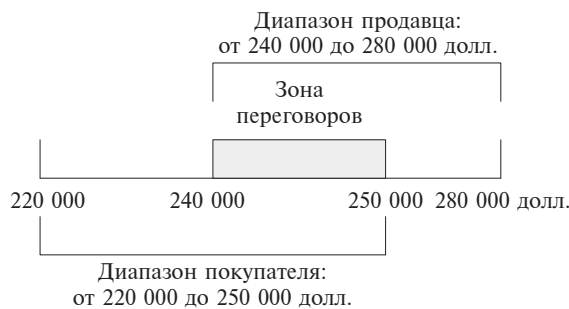 Диапазон продавца:
от 240 000 до 280 000 долл.
Зона
переговоров
220 000 240 000 250 000 280 000 долл.
Диапазон покупателя:
от 220 000 до 250 000 долл.